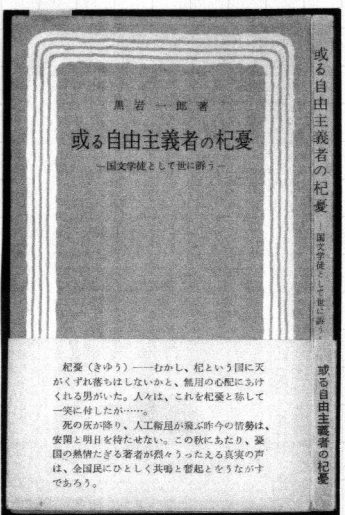 黒岩一郎著
或る自由主義者の杞憂
―国文学徒として世に訴う―
杞憂(きゆう)――むかし、杞という国に天
がくずれ落ちはしないかと、無用の心配にあけ
くれる男がいた。人々は、これを杞憂と称して
一笑に付したが……。
死の灰が降り、人工衛星が飛ぶ昨今の情勢は、
安閑と明日を待たせない。この秋にあたり、憂
国の熱情たぎる著者が烈々うったえる真実の声
は、全国民にひとしく共鳴と奮起とをうながす
であろう。
或る自由主義者の杞憂
―国文学徒として世に訴う―
或る自由主義者の杞憂